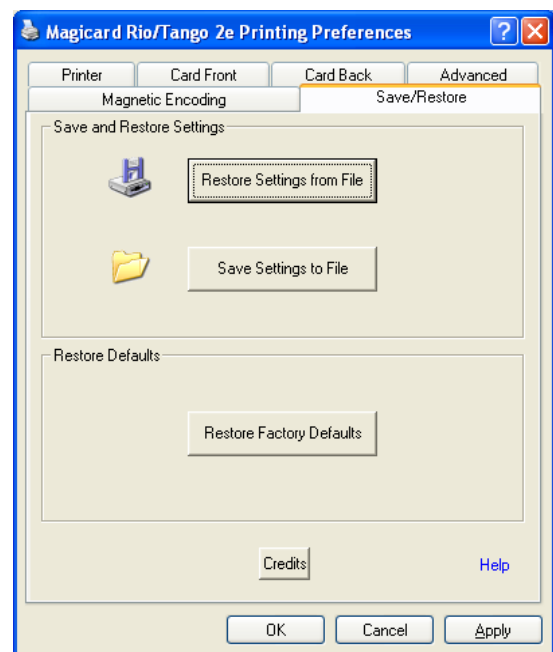 Magicard Rio/Tango 2e Printing Preferences
Printer Card Front Card Back Advanced
Magnetic Encoding Save/Restore
Save and Restore Settings
Restore Settings from File
Save Settings to File
Restore Defaults
Restore Factory Defaults
Credits Help
OK Cancel Apply